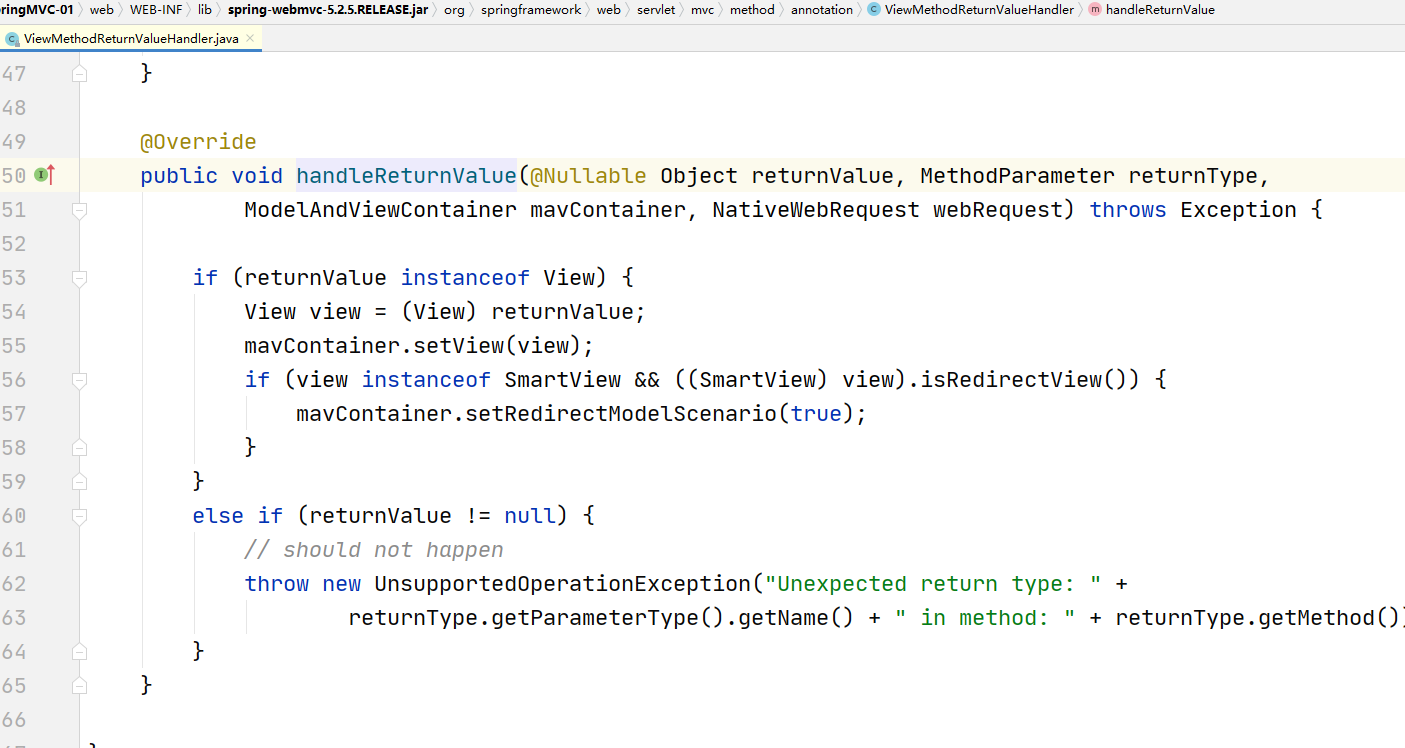 ringMVC-01 web WEB-INF lib spring-webmvc-5.2.5.RELEASE.jar org springframework web servlet mvc method annotation C ViewMethodReturnValueHandler m handleReturnValue
C ViewMethodReturnValueHandler.java ×
47 }
48
49 @Override
50 public void handleReturnValue(@Nullable Object returnValue, MethodParameter returnType,
51 ModelAndViewContainer mavContainer, NativeWebRequest webRequest) throws Exception {
52
53 if (returnValue instanceof View) {
54 View view = (View) returnValue;
55 mavContainer.setView(view);
56 if (view instanceof SmartView && ((SmartView) view).isRedirectView()) {
57 mavContainer.setRedirectModelScenario(true);
58 }
59 }
60 else if (returnValue != null) {
61 // should not happen
62 throw new UnsupportedOperationException("Unexpected return type: " +
63 returnType.getParameterType().getName() + " in method: " + returnType.getMethod())
64 }
65 }
66